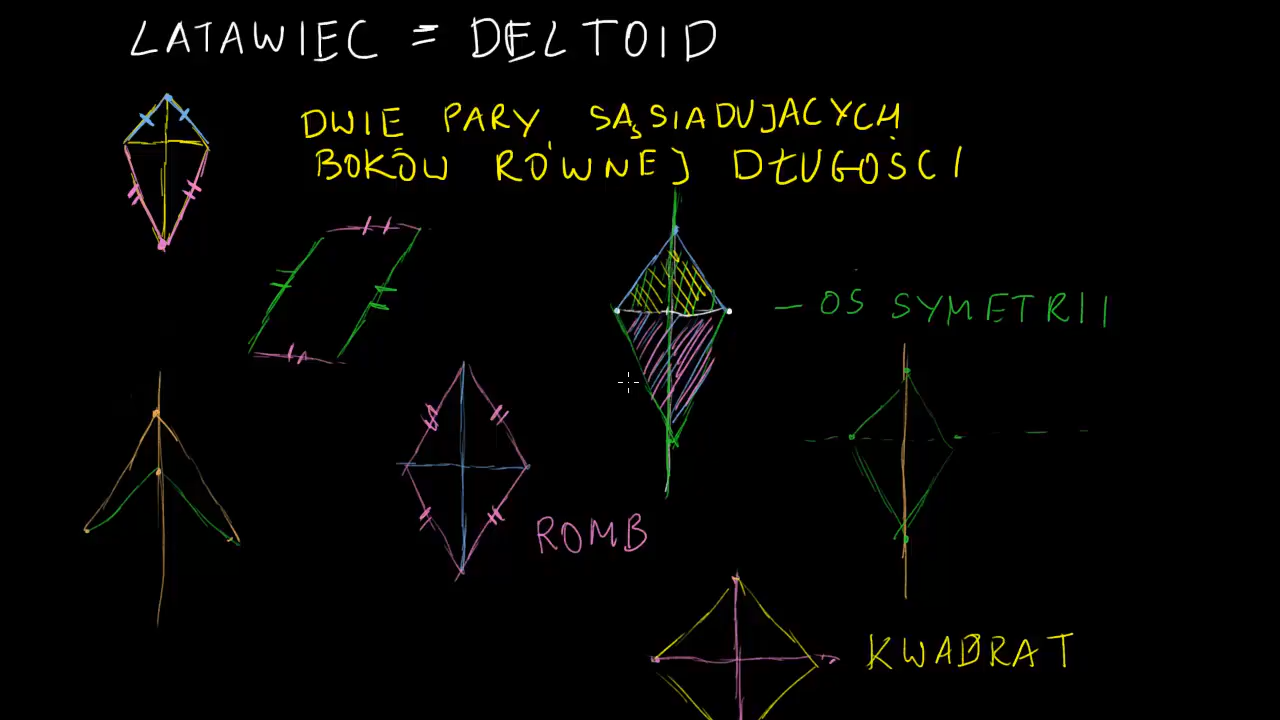 LATAWIEC = DELTOID
DWIE PARY SĄSIADUJĄCYCH
BOKÓW RÓWNEJ DŁUGOŚCI
— OŚ SYMETRII
ROMB
KWADRAT